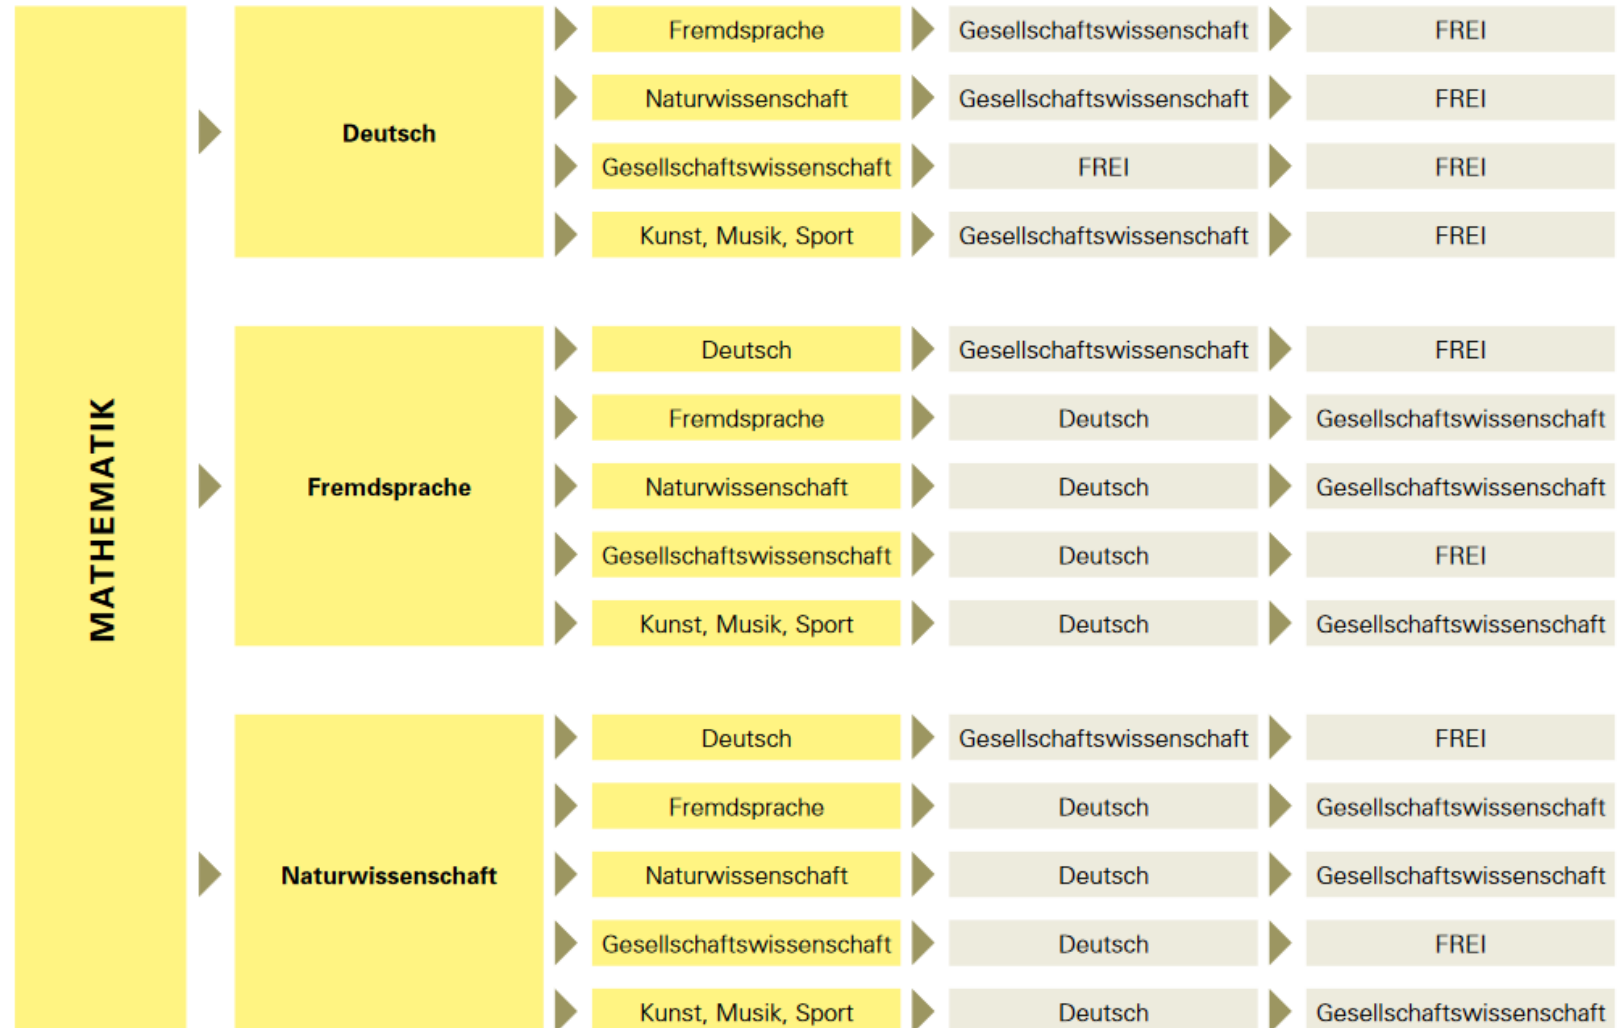 MATHEMATIK
Deutsch
Fremdsprache Gesellschaftswissenschaft FREI
Naturwissenschaft Gesellschaftswissenschaft FREI
Gesellschaftswissenschaft FREI FREI
Kunst, Musik, Sport Gesellschaftswissenschaft FREI
Fremdsprache
Deutsch Gesellschaftswissenschaft FREI
Fremdsprache Deutsch Gesellschaftswissenschaft
Naturwissenschaft Deutsch Gesellschaftswissenschaft
Gesellschaftswissenschaft Deutsch FREI
Kunst, Musik, Sport Deutsch Gesellschaftswissenschaft
Naturwissenschaft
Deutsch Gesellschaftswissenschaft FREI
Fremdsprache Deutsch Gesellschaftswissenschaft
Naturwissenschaft Deutsch Gesellschaftswissenschaft
Gesellschaftswissenschaft Deutsch FREI
Kunst, Musik, Sport Deutsch Gesellschaftswissenschaft